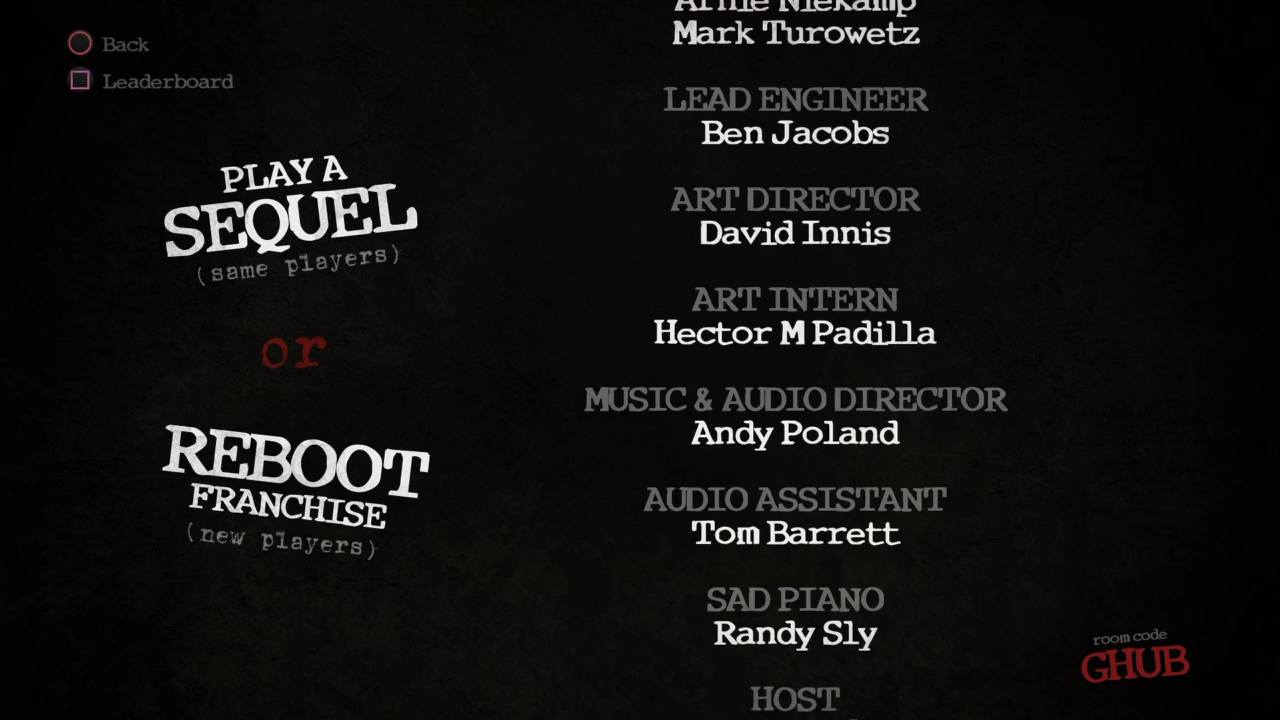 Back
Leaderboard
PLAY A
SEQUEL
(same players)
or
REBOOT
FRANCHISE
(new players)
Arnie Niekamp
Mark Turowetz
LEAD ENGINEER
Ben Jacobs
ART DIRECTOR
David Innis
ART INTERN
Hector M Padilla
MUSIC & AUDIO DIRECTOR
Andy Poland
AUDIO ASSISTANT
Tom Barrett
SAD PIANO
Randy Sly
HOST
room code
GHUB